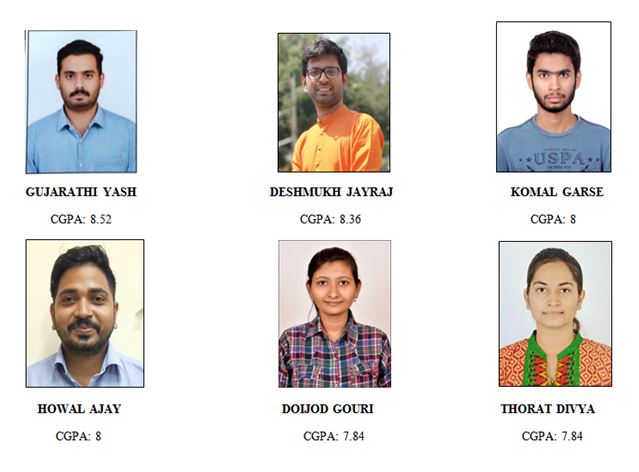 USPA
GUJARATHI YASH DESHMUKH JAYRAJ KOMAL GARSE
CGPA: 8.52 CGPA: 8.36 CGPA: 8
HOWAL AJAY DOIJOD GOURI THORAT DIVYA
CGPA: 8 CGPA: 7.84 CGPA: 7.84